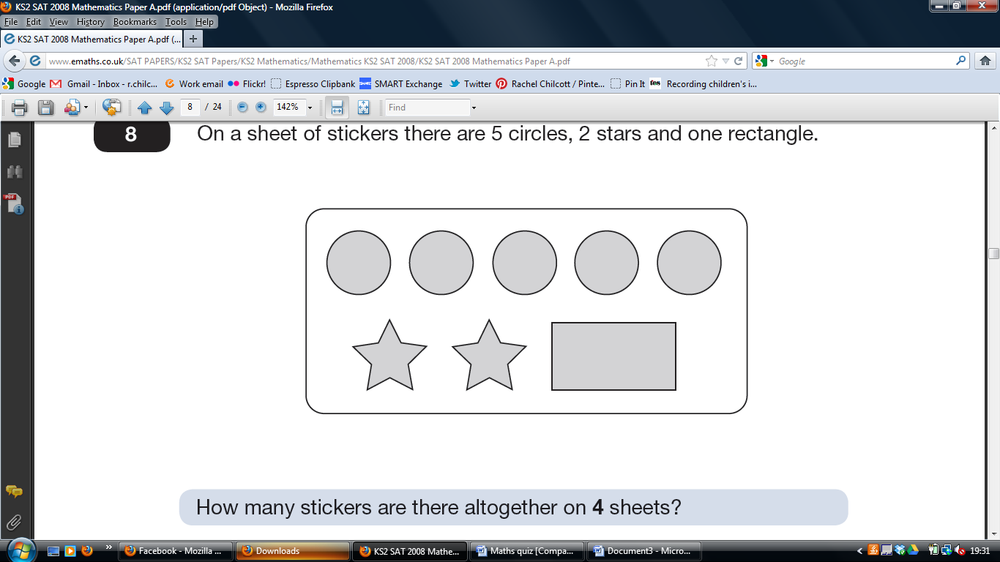 KS2 SAT 2008 Mathematics Paper A.pdf (application/pdf Object) - Mozilla Firefox
File Edit View History Bookmarks Tools Help
KS2 SAT 2008 Mathematics Paper A.pdf (... +
www.emaths.co.uk/SAT PAPERS/KS2 SAT Papers/KS2 Mathematics/Mathematics KS2 SAT 2008/KS2 SAT 2008 Mathematics Paper A.pdf Google
Google Gmail - Inbox - r.chilc... Work email Flickr! Espresso Clipbank SMART Exchange Twitter Rachel Chilcott / Pinte... Pin It tes Recording children's i...
8 / 24 142% Find
8 On a sheet of stickers there are 5 circles, 2 stars and one rectangle.
How many stickers are there altogether on 4 sheets?
Facebook - Mozilla ... Downloads KS2 SAT 2008 Mathe... Maths quiz [Compa... Document3 - Micro... 19:31